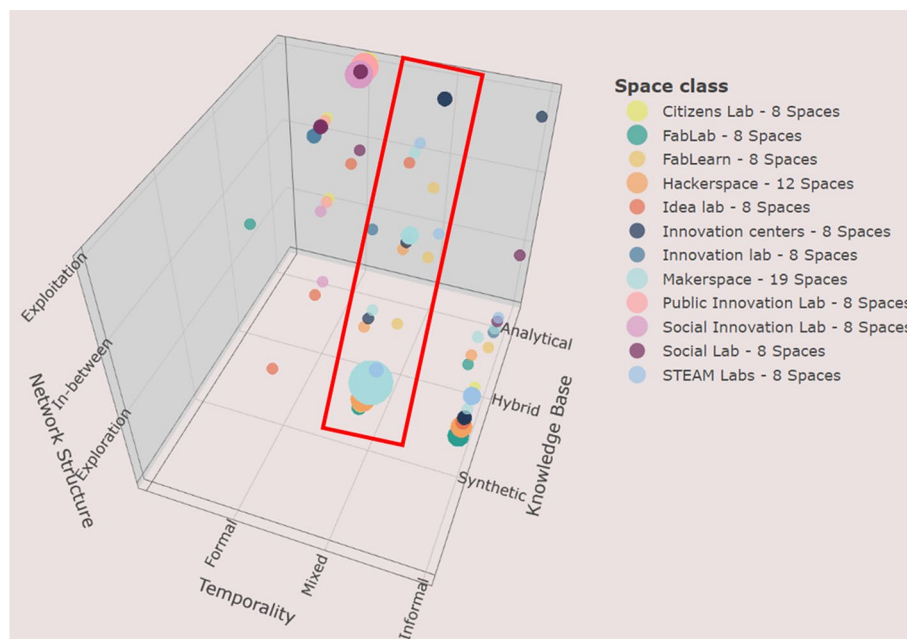 Space class
Citizens Lab - 8 Spaces
FabLab - 8 Spaces
FabLearn - 8 Spaces
Hackerspace - 12 Spaces
Idea lab - 8 Spaces
Innovation centers - 8 Spaces
Innovation lab - 8 Spaces
Makerspace - 19 Spaces
Public Innovation Lab - 8 Spaces
Social Innovation Lab - 8 Spaces
Social Lab - 8 Spaces
STEAM Labs - 8 Spaces
Exploitation
In-between
Exploration
Network Structure
Analytical
Hybrid
Synthetic
Knowledge Base
Formal
Mixed
Informal
Temporality